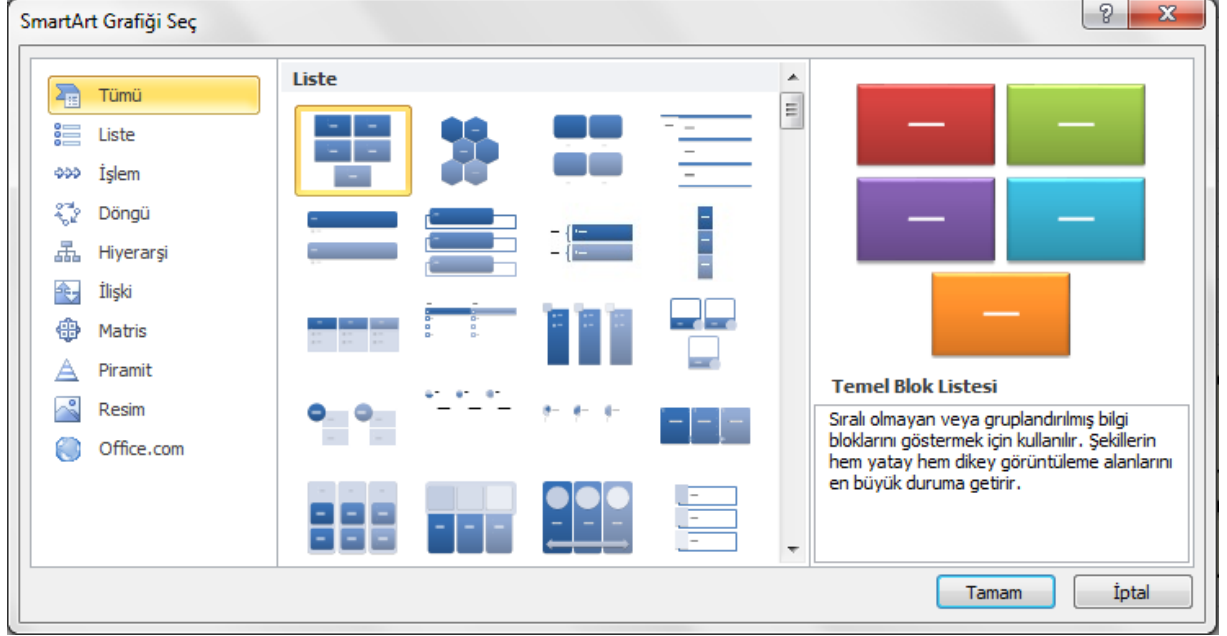 SmartArt Grafiği Seç
Tümü
Liste
İşlem
Döngü
Hiyerarşi
İlişki
Matris
Piramit
Resim
Office.com
Liste
Temel Blok Listesi
Sıralı olmayan veya gruplandırılmış bilgi
bloklarını göstermek için kullanılır. Şekillerin
hem yatay hem dikey görüntüleme alanlarını
en büyük duruma getirir.
Tamam
İptal